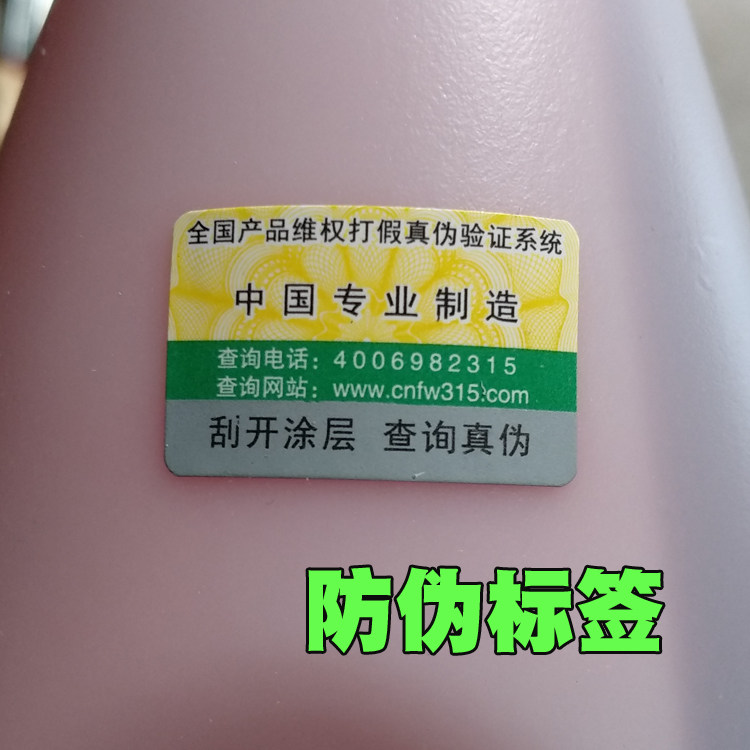 全国产品维权打假真伪验证系统
中国专业制造
查询电话：4006982315
查询网站：www.cnfw315.com
刮开涂层 查询真伪
防伪标签